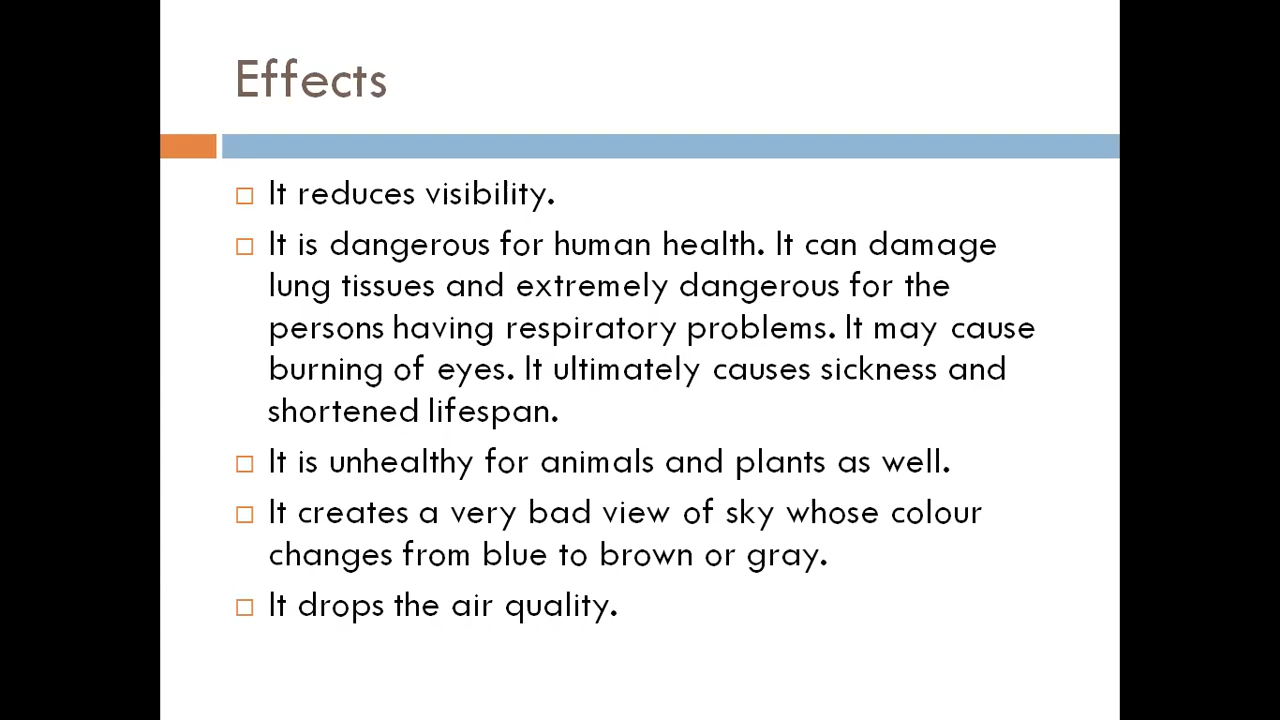 Effects
It reduces visibility.
It is dangerous for human health. It can damage
lung tissues and extremely dangerous for the
persons having respiratory problems. It may cause
burning of eyes. It ultimately causes sickness and
shortened lifespan.
It is unhealthy for animals and plants as well.
It creates a very bad view of sky whose colour
changes from blue to brown or gray.
It drops the air quality.